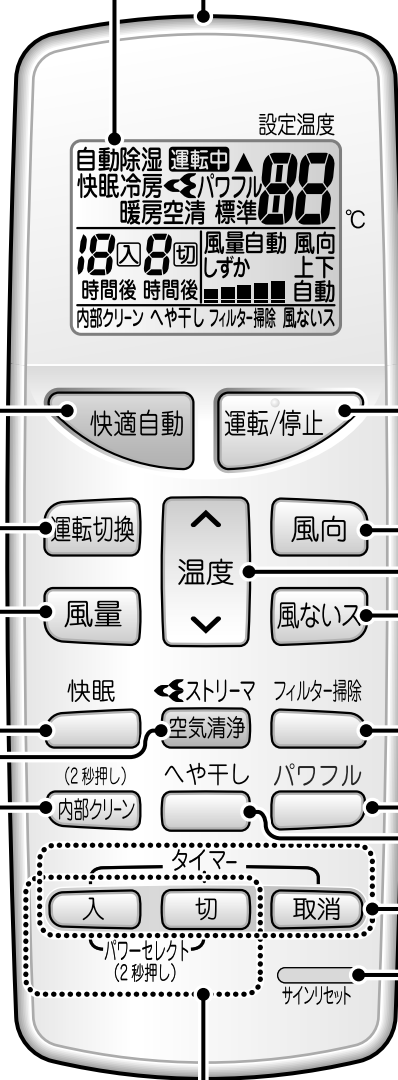 設定温度
自動除湿 運転中 ▲ 88
快眠冷房 パワフル
暖房空清 標準 ℃
18入 8切 風量自動 風向
しずか 上下
時間後 時間後 自動
内部クリーン へや干し フィルター掃除 風ないス
快適自動 運転/停止
運転切換 風向
温度
風量 風ないス
快眠 ストリーマ フィルター掃除
空気清浄
(2秒押し) へや干し パワフル
内部クリーン
タイマー
入 切 取消
パワーセレクト
(2秒押し)
サインリセット